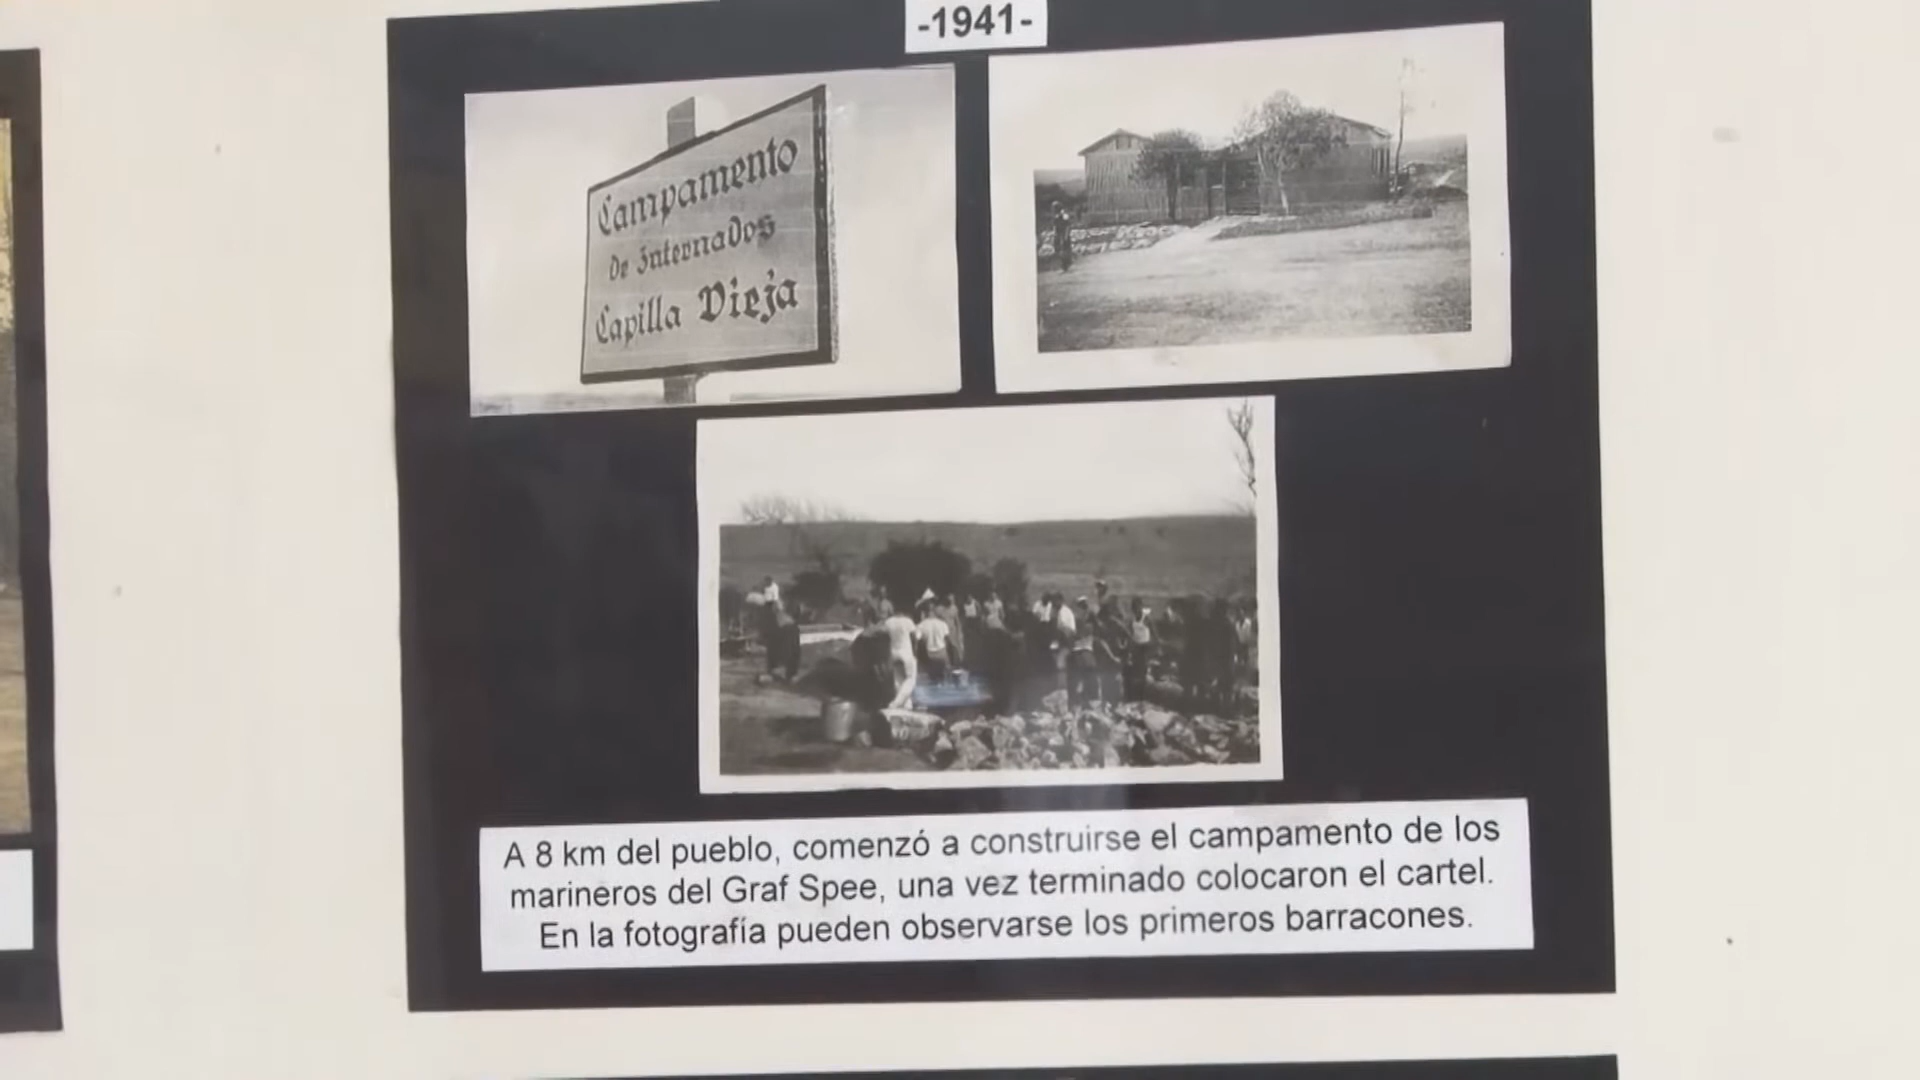 -1941-
Campamento
de Internados
Capilla Vieja
A 8 km del pueblo, comenzó a construirse el campamento de los
marineros del Graf Spee, una vez terminado colocaron el cartel.
En la fotografía pueden observarse los primeros barracones.